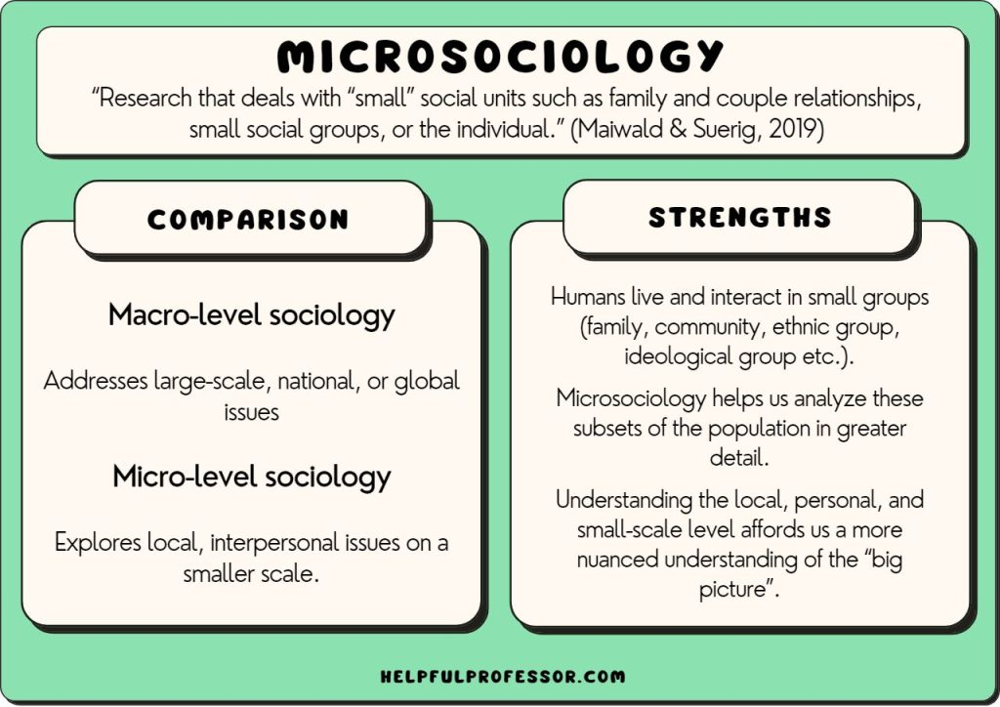 MICROSOCIOLOGY
“Research that deals with “small” social units such as family and couple relationships,
small social groups, or the individual.” (Maiwald & Suerig, 2019)
COMPARISON
Macro-level sociology
Addresses large-scale, national, or global
issues
Micro-level sociology
Explores local, interpersonal issues on a
smaller scale.
STRENGTHS
Humans live and interact in small groups
(family, community, ethnic group,
ideological group etc.).
Microsociology helps us analyze these
subsets of the population in greater
detail.
Understanding the local, personal, and
small-scale level affords us a more
nuanced understanding of the “big
picture”.
HELPFULPROFESSOR.COM